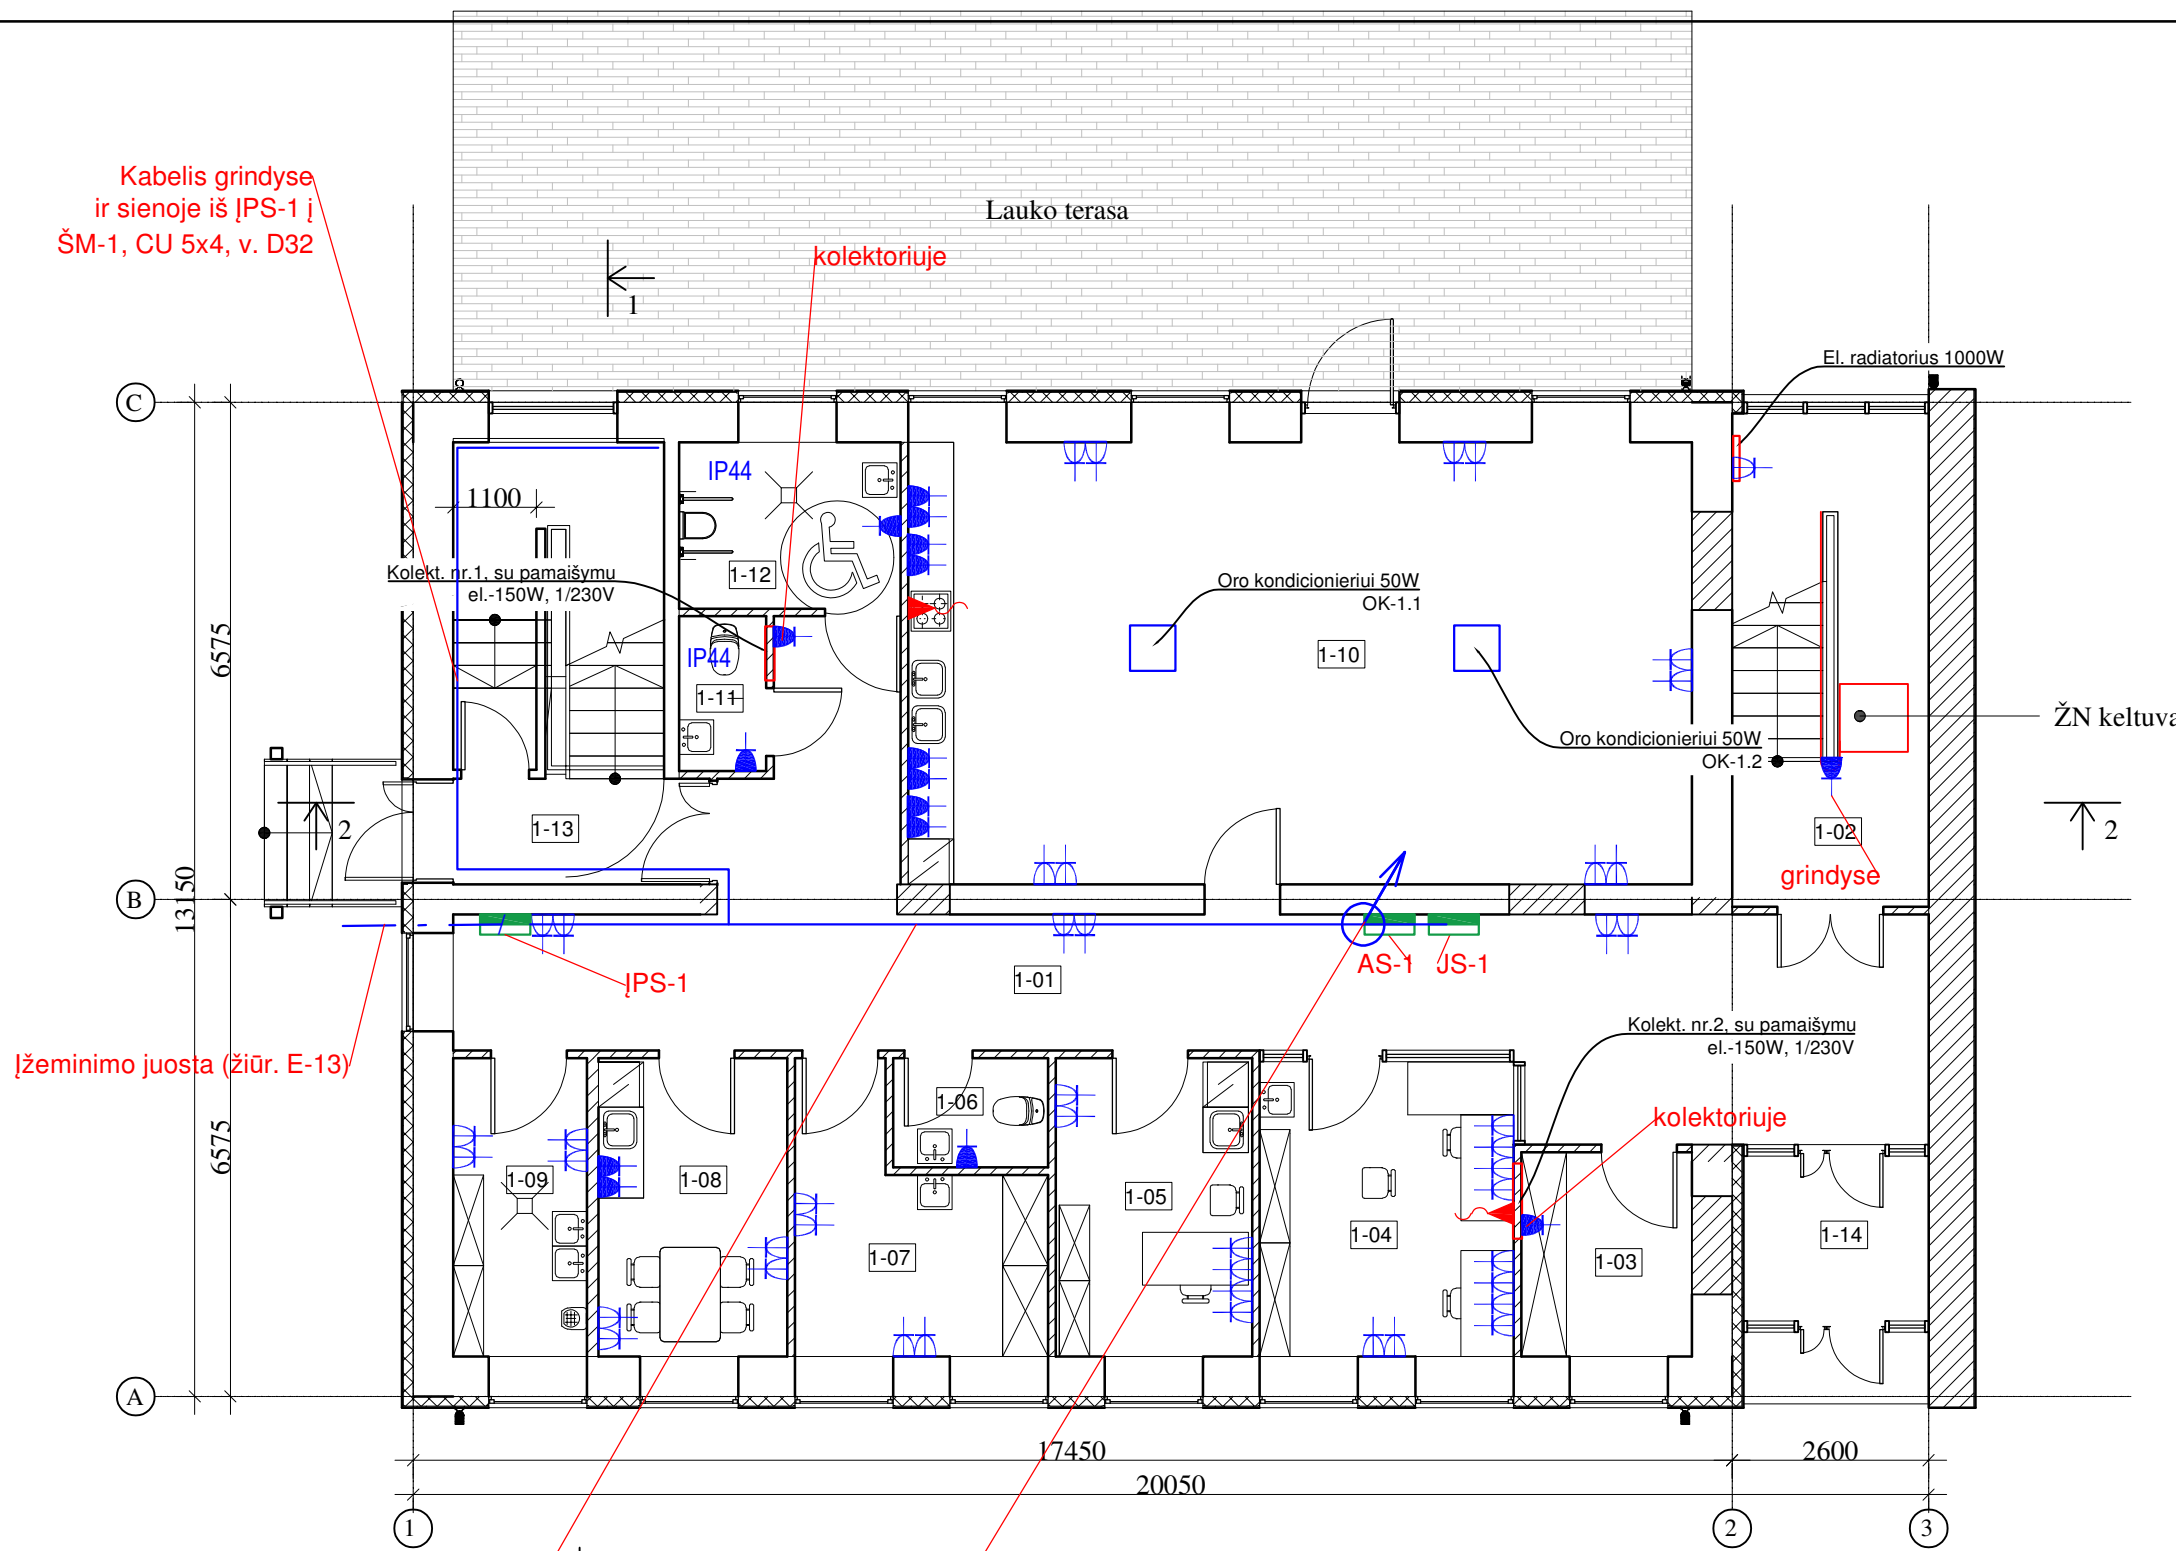 Kabelis grindyse
ir sienoje iš ĮPS-1 į
ŠM-1, CU 5x4, v. D32
Lauko terasa
kolektoriuje
1
El. radiatorius 1000W
C
IP44
1100
1-12
Kolekt. nr.1, su pamaišymu
el.-150W, 1/230V
Oro kondicionieriui 50W
OK-1.1
6575
IP44
1-10
1-11
ŽN keltuva
Oro kondicionieriui 50W
OK-1.2
1-13
2
1-02
2
grindyse
B
13150
ĮPS-1
1-01
AS-1
JS-1
Kolekt. nr.2, su pamaišymu
el.-150W, 1/230V
Įžeminimo juosta (žiūr. E-13)
6575
1-06
kolektoriuje
1-09
1-08
1-05
1-07
1-04
1-03
1-14
A
17450
2600
20050
1
2
3